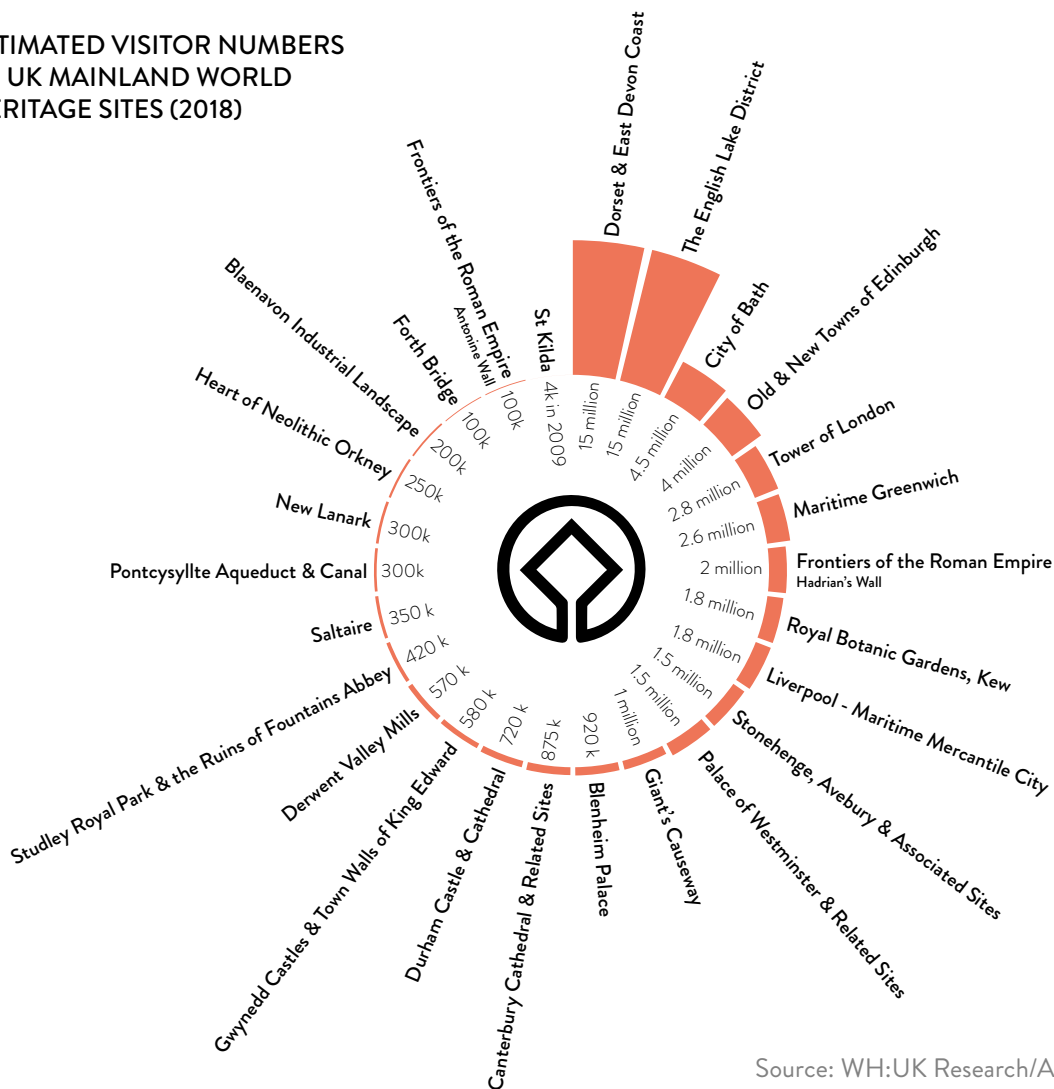 TIMATED VISITOR NUMBERS
UK MAINLAND WORLD
ERITAGE SITES (2018)
Dorset & East Devon Coast
15 million
The English Lake District
15 million
City of Bath
4.5 million
Old & New Towns of Edinburgh
4 million
Tower of London
2.8 million
Maritime Greenwich
2.6 million
Frontiers of the Roman Empire
Hadrian's Wall
2 million
Royal Botanic Gardens, Kew
1.8 million
Liverpool - Maritime Mercantile City
1.8 million
Stonehenge, Avebury & Associated Sites
1.5 million
Palace of Westminster & Related Sites
1.5 million
Giant's Causeway
1 million
Blenheim Palace
920 k
Canterbury Cathedral & Related Sites
875 k
Durham Castle & Cathedral
720 k
Gwynedd Castles & Town Walls of King Edward
580 k
Derwent Valley Mills
570 k
Studley Royal Park & the Ruins of Fountains Abbey
420 k
Saltaire
350 k
Pontcysyllte Aqueduct & Canal
300k
New Lanark
300k
Heart of Neolithic Orkney
250k
Blaenavon Industrial Landscape
200k
Forth Bridge
100k
Frontiers of the Roman Empire
Antonine Wall
100k
St Kilda
4k in 2009
Source: WH:UK Research/A